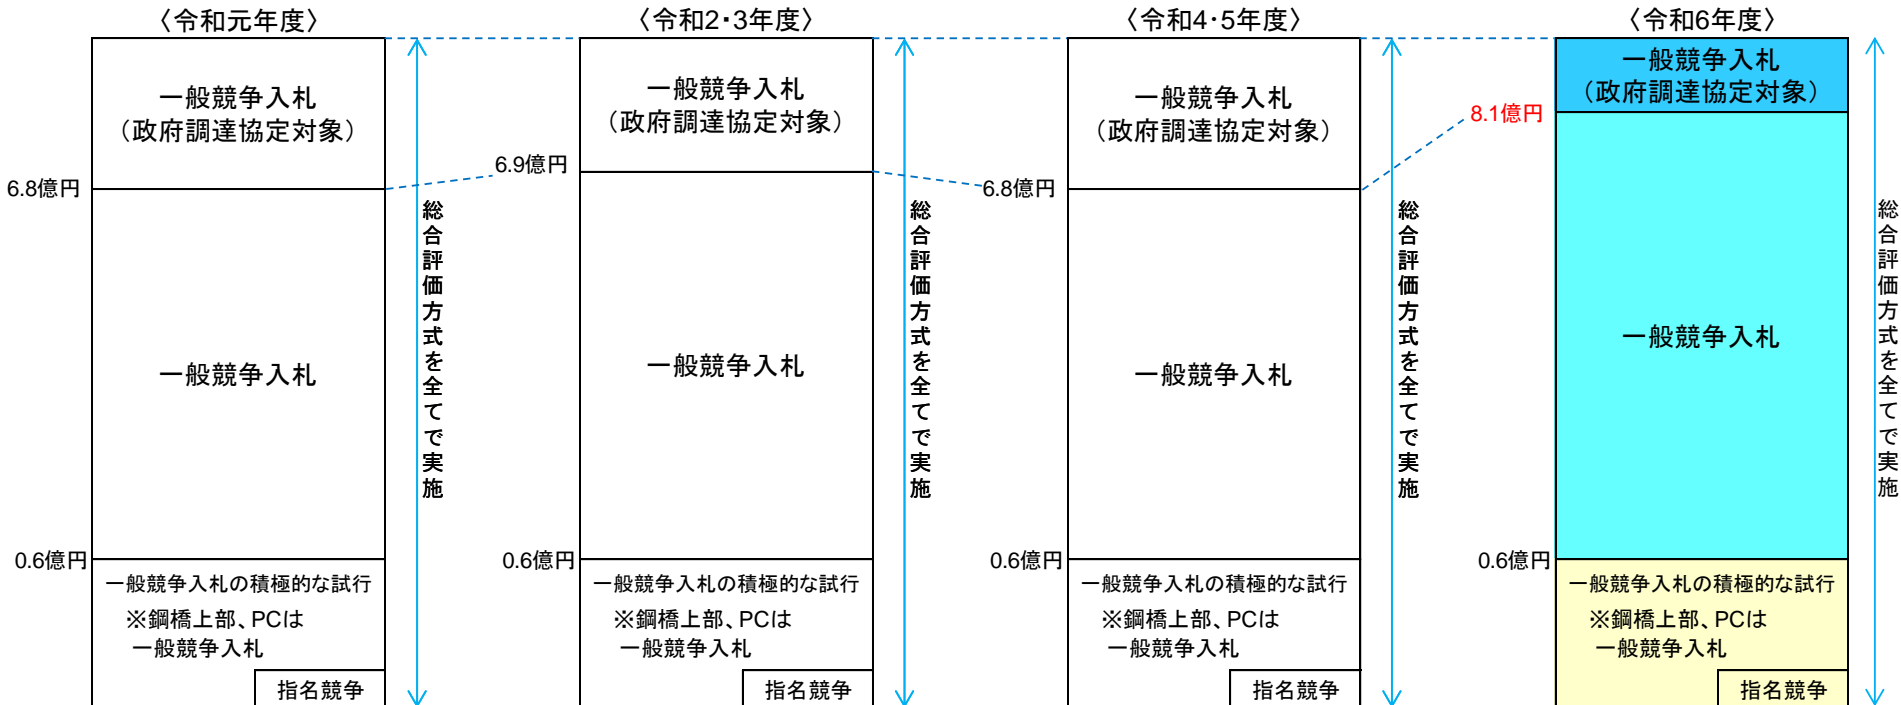 〈令和元年度〉
一般競争入札
（政府調達協定対象）
6.8億円
一般競争入札
0.6億円
一般競争入札の積極的な試行
※鋼橋上部、PCは
一般競争入札
指名競争
総合評価方式を全てで実施
〈令和2・3年度〉
一般競争入札
（政府調達協定対象）
6.9億円
一般競争入札
0.6億円
一般競争入札の積極的な試行
※鋼橋上部、PCは
一般競争入札
指名競争
総合評価方式を全てで実施
〈令和4・5年度〉
一般競争入札
（政府調達協定対象）
6.8億円
一般競争入札
0.6億円
一般競争入札の積極的な試行
※鋼橋上部、PCは
一般競争入札
指名競争
総合評価方式を全てで実施
〈令和6年度〉
一般競争入札
（政府調達協定対象）
8.1億円
一般競争入札
0.6億円
一般競争入札の積極的な試行
※鋼橋上部、PCは
一般競争入札
指名競争
総合評価方式を全てで実施